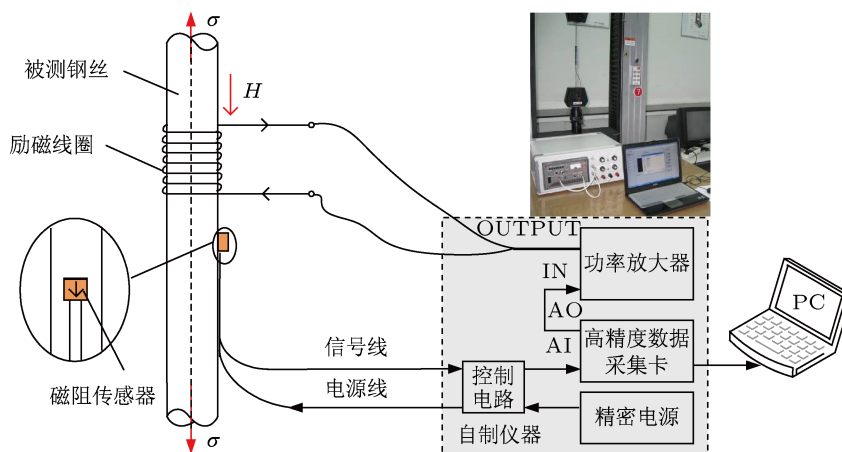 σ
被测钢丝
H
励磁线圈
OUTPUT
功率放大器
IN
AO
AI
高精度数据
采集卡
PC
信号线
控制
电路
电源线
精密电源
磁阻传感器
自制仪器
σ
7